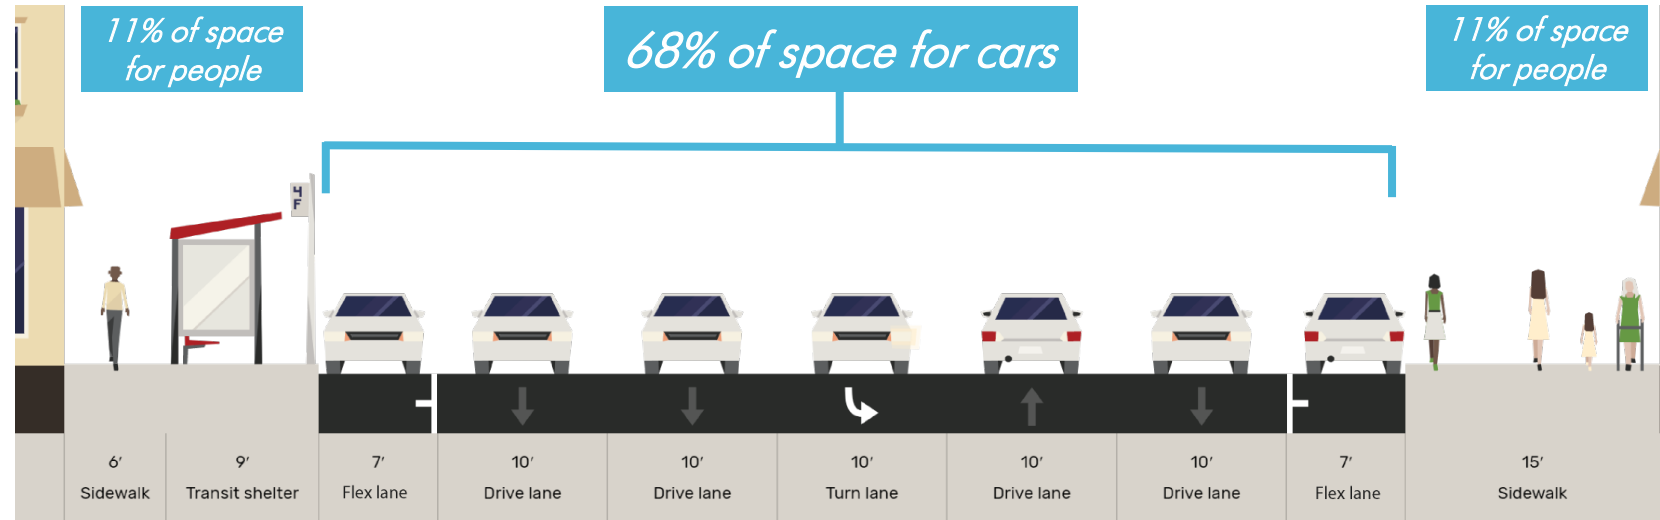 11% of space
for people
68% of space for cars
11% of space
for people
4
F
6′
Sidewalk
9′
Transit shelter
7′
Flex lane
10′
Drive lane
10′
Drive lane
10′
Turn lane
10′
Drive lane
10′
Drive lane
7′
Flex lane
15′
Sidewalk